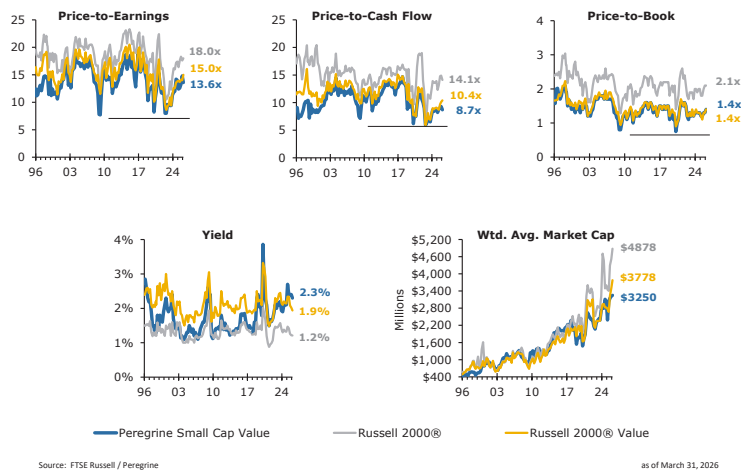 Price-to-Earnings
25
20
15
10
5
0
96 03 10 17 24
18.0x
15.0x
13.6x
Price-to-Cash Flow
25
20
15
10
5
0
96 03 10 17 24
14.1x
10.4x
8.7x
Price-to-Book
4
3
2
1
0
96 03 10 17 24
2.1x
1.4x
1.4x
Yield
4%
3%
2%
1%
0%
96 03 10 17 24
2.3%
1.9%
1.2%
Wtd. Avg. Market Cap
Millions
$5,200
$4,600
$4,000
$3,400
$2,800
$2,200
$1,600
$1,000
$400
96 03 10 17 24
$4878
$3778
$3250
Peregrine Small Cap Value Russell 2000® Russell 2000® Value
Source: FTSE Russell / Peregrine as of March 31, 2026